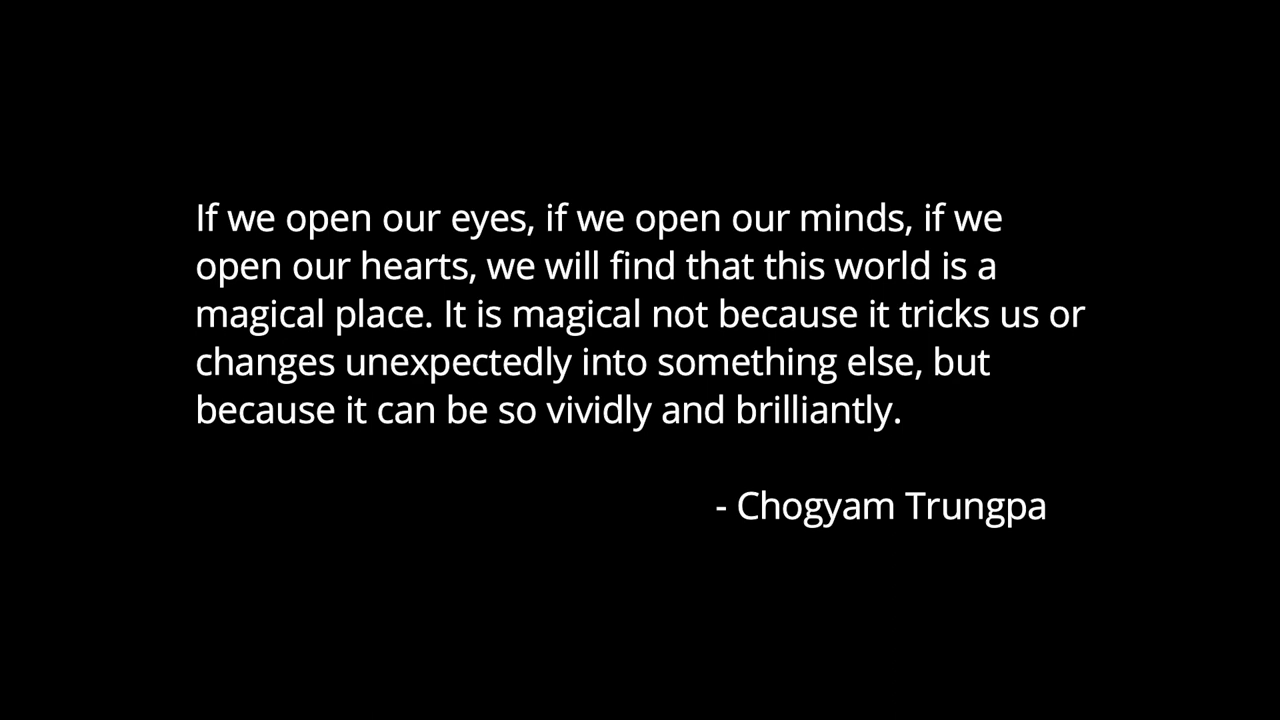 If we open our eyes, if we open our minds, if we
open our hearts, we will find that this world is a
magical place. It is magical not because it tricks us or
changes unexpectedly into something else, but
because it can be so vividly and brilliantly.
- Chogyam Trungpa